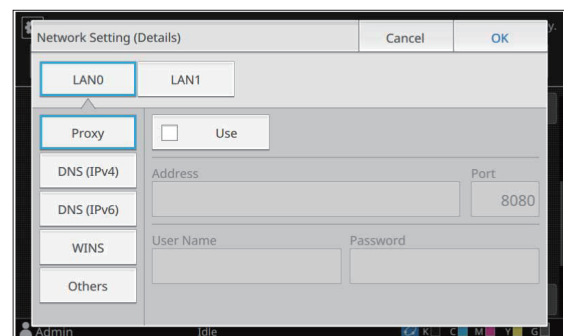 Network Setting (Details) Cancel OK
LAN0 LAN1
Proxy Use
DNS (IPv4) Address Port
DNS (IPv6) 8080
WINS User Name Password
Others
Admin Idle K C M Y G
y.